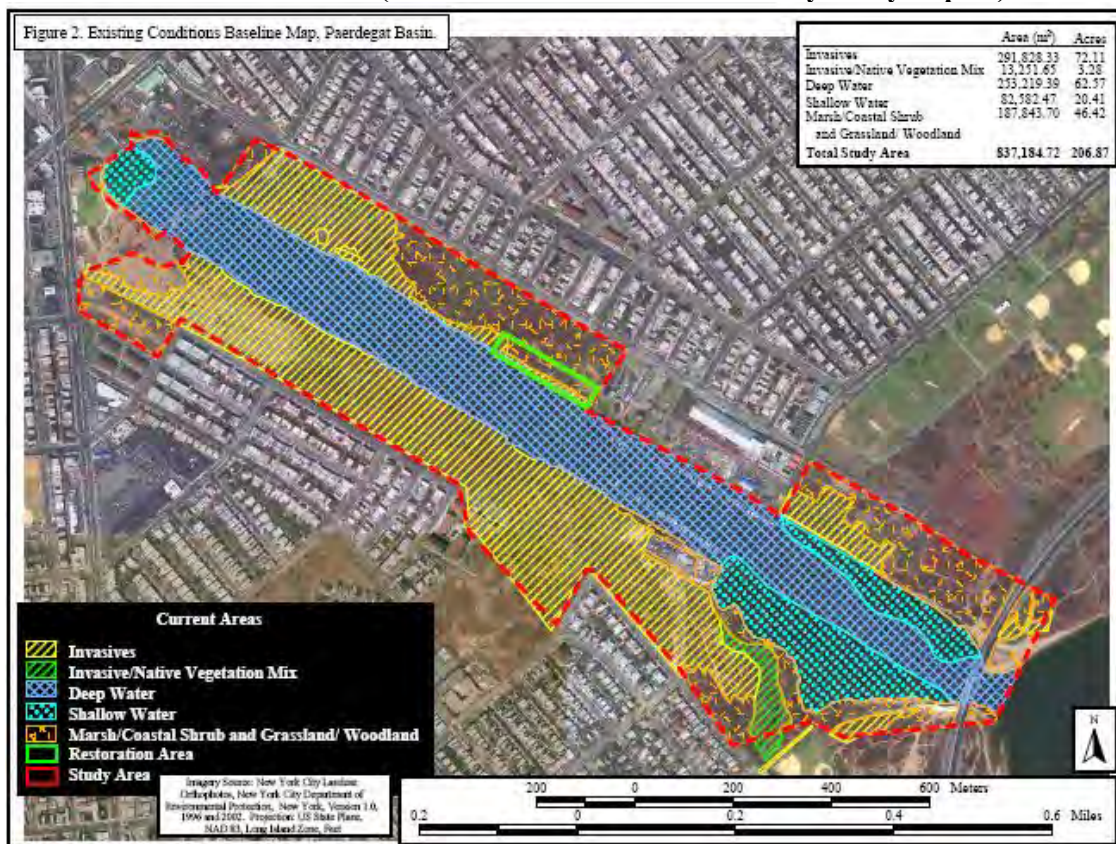 Figure 2. Existing Conditions Baseline Map, Paerdegat Basin.
Area (m²) Acres
Invasives 291,828.33 72.11
Invasive/Native Vegetation Mix 13,251.65 3.28
Deep Water 253,219.39 62.57
Shallow Water 82,582.47 20.41
Marsh/Coastal Shrub 187,843.70 46.42
and Grassland/ Woodland
Total Study Area 837,184.72 206.87
Current Areas
Invasives
Invasive/Native Vegetation Mix
Deep Water
Shallow Water
Marsh/Coastal Shrub and Grassland/ Woodland
Restoration Area
Study Area
Imagery Source: New York City Landuse
Orthophotos, New York City Department of
Environmental Protection, New York, Version 1.0,
1996 and 2002. Projection: US State Plane,
NAD 83, Long Island Zone, Feet
N
200 0 200 400 600 Meters
0.2 0 0.2 0.4 0.6 Miles